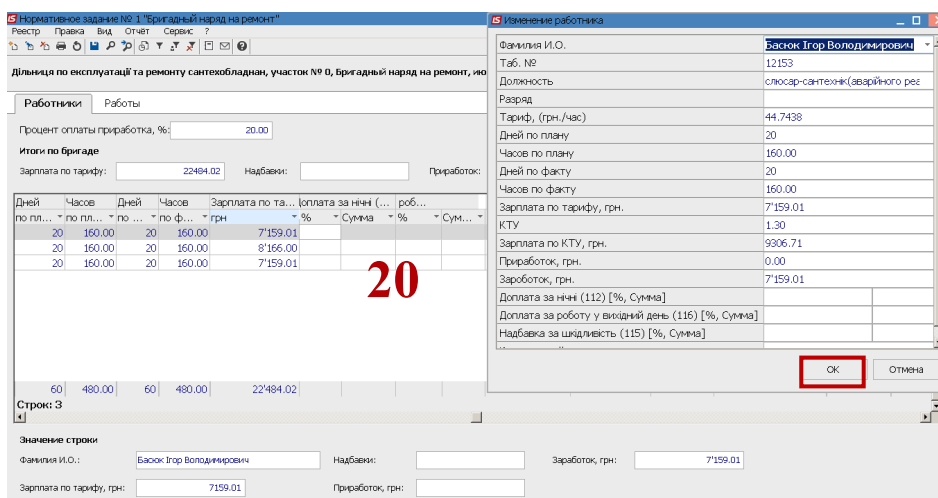 Нормативное задание № 1 "Бригадный наряд на ремонт"
Реестр Правка Вид Отчёт Сервис ?
Дільниця по експлуатації та ремонту сантехобладнан, участок № 0, Бригадный наряд на ремонт, ию
Работники Работы
Процент оплаты приработка, %: 20.00
Итоги по бригаде
Зарплата по тарифу: 22484.02 Надбавки: Приработок:
Дней Часов Дней Часов Зарплата по та... оплата за нічні (... роб...
по пл... по пл... по ... по ф... грн % Сумма % Сум...
20 160.00 20 160.00 7'159.01
20 160.00 20 160.00 8'166.00
20 160.00 20 160.00 7'159.01
20
60 480.00 60 480.00 22'484.02
Строк: 3
Значение строки
Фамилия И.О.: Басюк Ігор Володимирович Надбавки: Заработок, грн: 7'159.01
Зарплата по тарифу, грн: 7159.01 Приработок, грн:
Изменение работника
Фамилия И.О. Басюк Ігор Володимирович
Таб. № 12153
Должность слюсар-сантехнік(аварійного реа
Разряд
Тариф, (грн./час) 44.7438
Дней по плану 20
Часов по плану 160.00
Дней по факту 20
Часов по факту 160.00
Зарплата по тарифу, грн. 7'159.01
КТУ 1.30
Зарплата по КТУ, грн. 9306.71
Приработок, грн. 0.00
Зароботок, грн. 7'159.01
Доплата за нічні (112) [%, Сумма]
Доплата за роботу у вихідний день (116) [%, Сумма]
Надбавка за шкідливість (115) [%, Сумма]
OK Отмена